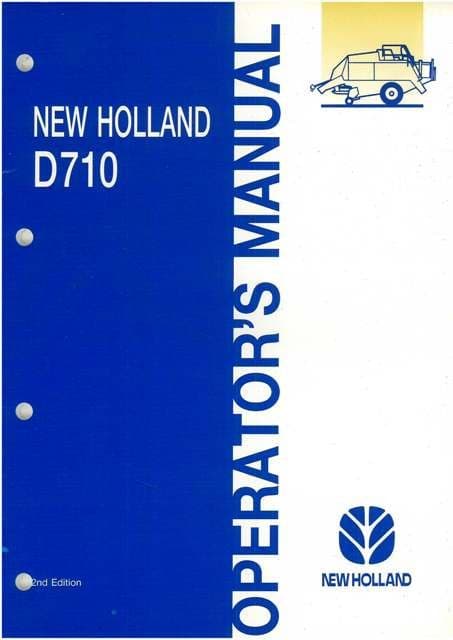 NEW HOLLAND
D710
OPERATOR'S MANUAL
2nd Edition
NEW HOLLAND